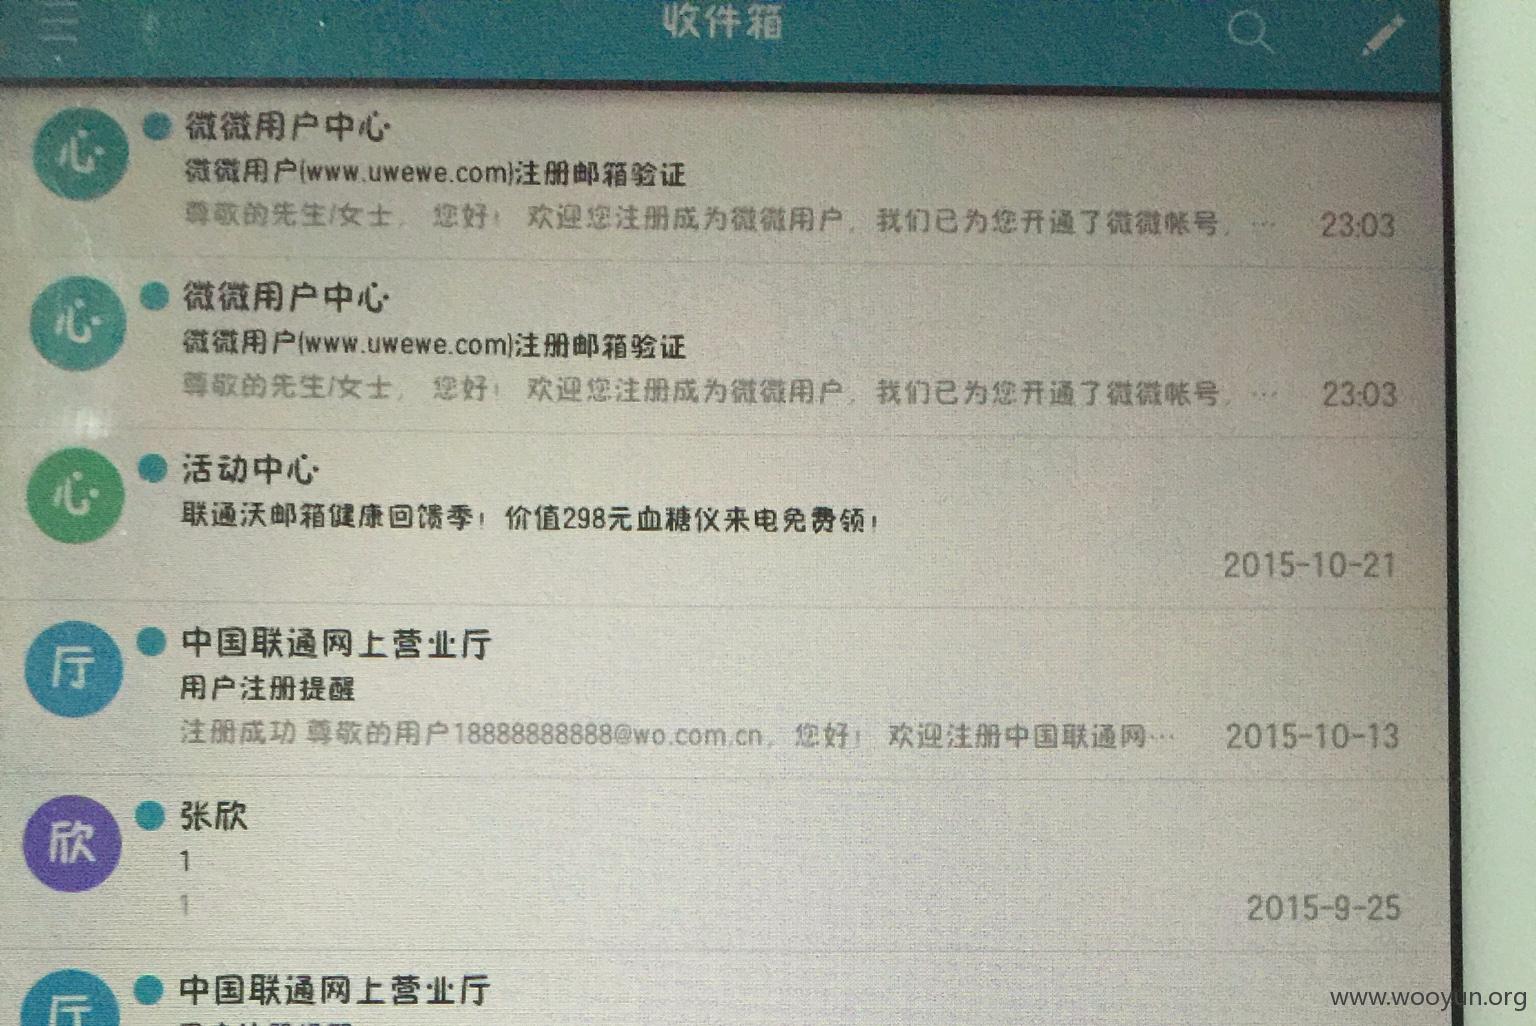 收件箱
心
微微用户中心
微微用户(www.uwewe.com)注册邮箱验证
尊敬的先生/女士， 您好！ 欢迎您注册成为微微用户，我们已为您开通了微微帐号， ··· 23:03
心
微微用户中心
微微用户(www.uwewe.com)注册邮箱验证
尊敬的先生/女士， 您好！ 欢迎您注册成为微微用户，我们已为您开通了微微帐号， ··· 23:03
心
活动中心
联通沃邮箱健康回馈季！价值298元血糖仪来电免费领！
2015-10-21
厅
中国联通网上营业厅
用户注册提醒
注册成功 尊敬的用户18888888888@wo.com.cn，您好！ 欢迎注册中国联通网··· 2015-10-13
欣
张欣
1
1
2015-9-25
厅
中国联通网上营业厅
www.wooyun.org